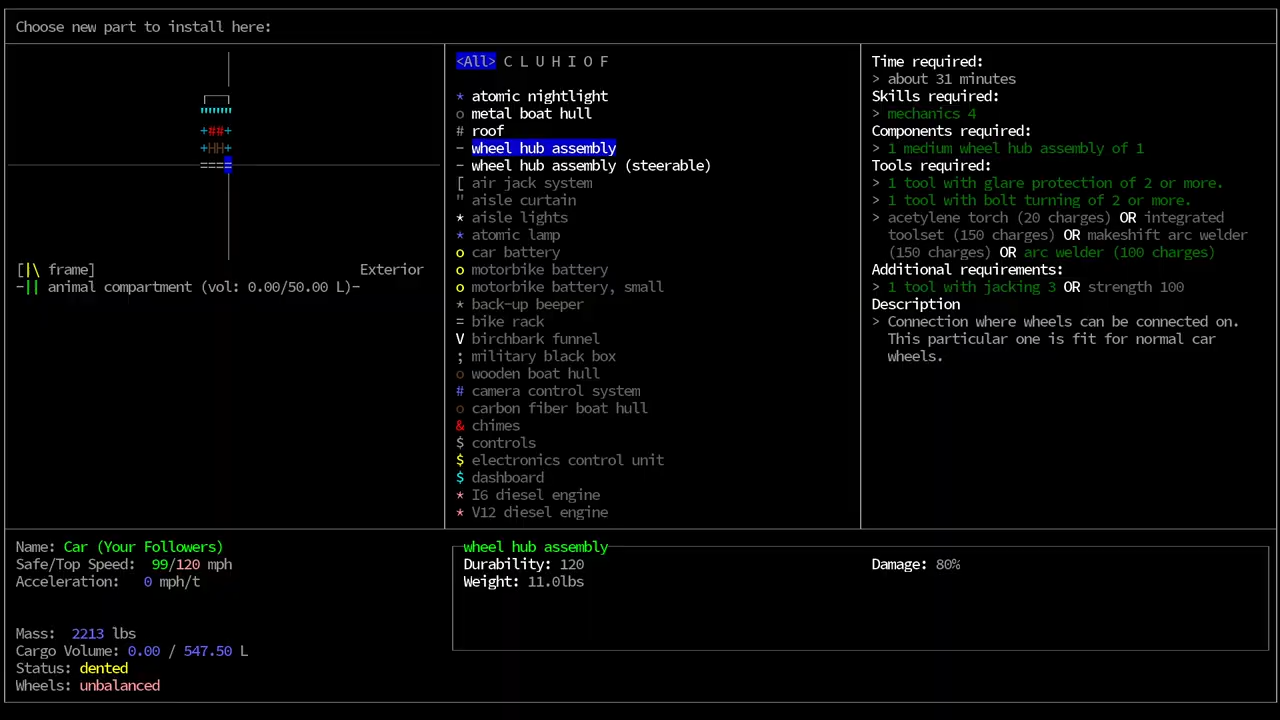 Choose new part to install here:
[|\ frame] Exterior
-|| animal compartment (vol: 0.00/50.00 L)-
<All> C L U H I O F
* atomic nightlight
o metal boat hull
# roof
- wheel hub assembly
- wheel hub assembly (steerable)
[ air jack system
" aisle curtain
* aisle lights
* atomic lamp
o car battery
o motorbike battery
o motorbike battery, small
* back-up beeper
= bike rack
V birchbark funnel
; military black box
o wooden boat hull
# camera control system
o carbon fiber boat hull
& chimes
$ controls
$ electronics control unit
$ dashboard
* I6 diesel engine
* V12 diesel engine
Time required:
> about 31 minutes
Skills required:
> mechanics 4
Components required:
> 1 medium wheel hub assembly of 1
Tools required:
> 1 tool with glare protection of 2 or more.
> 1 tool with bolt turning of 2 or more.
> acetylene torch (20 charges) OR integrated
toolset (150 charges) OR makeshift arc welder
(150 charges) OR arc welder (100 charges)
Additional requirements:
> 1 tool with jacking 3 OR strength 100
Description
> Connection where wheels can be connected on.
This particular one is fit for normal car
wheels.
Name: Car (Your Followers)
Safe/Top Speed: 99/120 mph
Acceleration: 0 mph/t
Mass: 2213 lbs
Cargo Volume: 0.00 / 547.50 L
Status: dented
Wheels: unbalanced
wheel hub assembly
Durability: 120 Damage: 80%
Weight: 11.0lbs